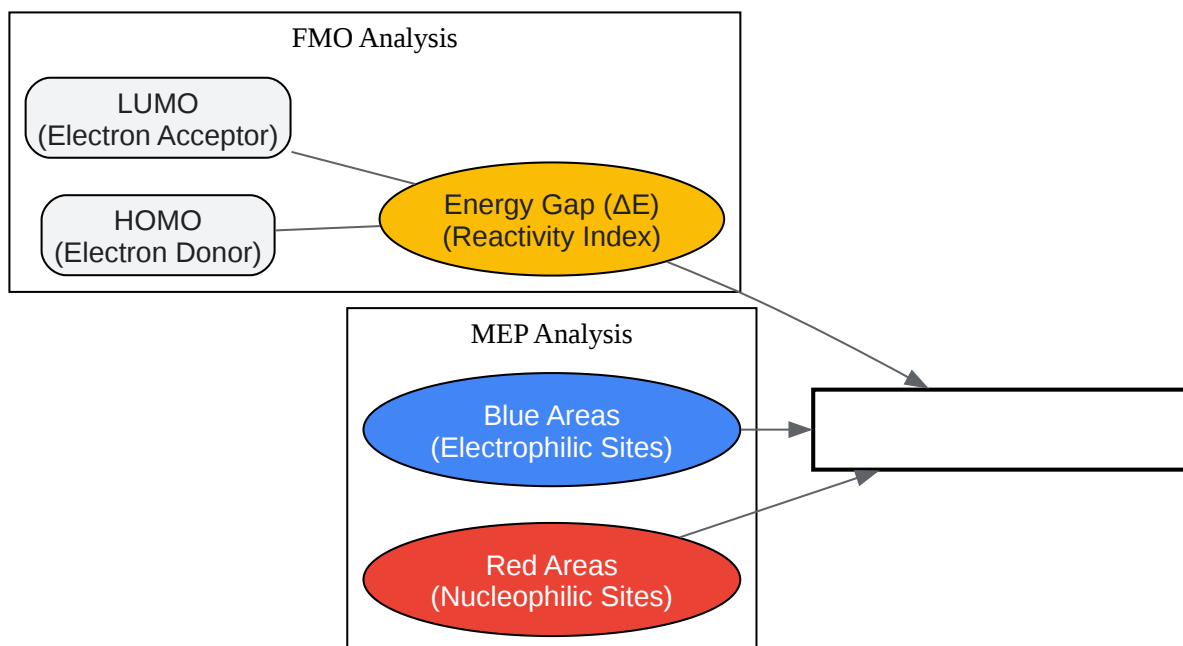 FMO Analysis
LUMO
(Electron Acceptor)
HOMO
(Electron Donor)
Energy Gap (ΔE)
(Reactivity Index)
MEP Analysis
Blue Areas
(Electrophilic Sites)
Red Areas
(Nucleophilic Sites)